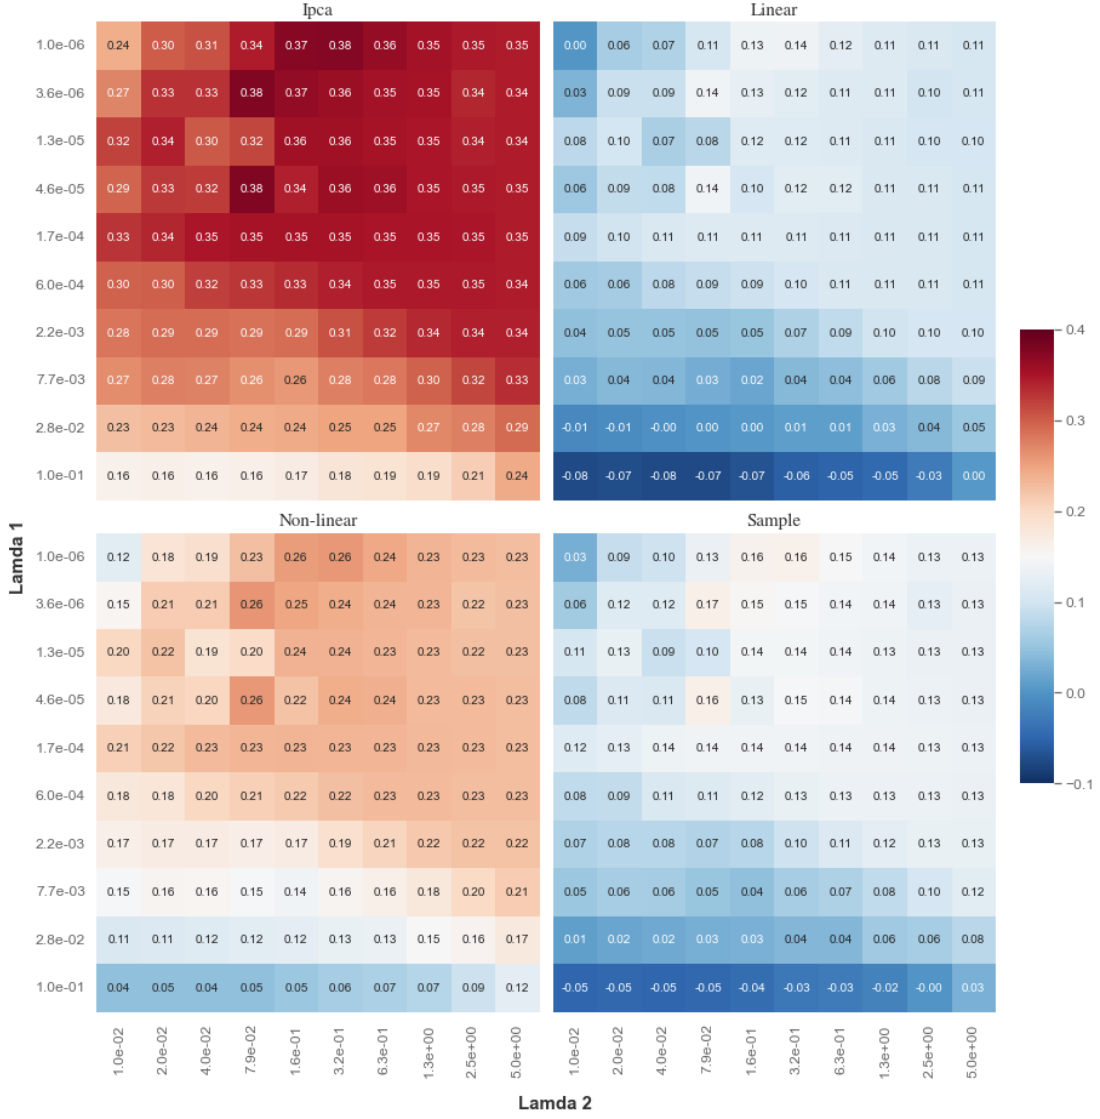 Ipca
Linear
1.0e-06 0.24 0.30 0.31 0.34 0.37 0.38 0.36 0.35 0.35 0.35 0.00 0.06 0.07 0.11 0.13 0.14 0.12 0.11 0.11 0.11
3.6e-06 0.27 0.33 0.33 0.38 0.37 0.36 0.35 0.35 0.34 0.34 0.03 0.09 0.09 0.14 0.13 0.12 0.11 0.11 0.10 0.11
1.3e-05 0.32 0.34 0.30 0.32 0.36 0.36 0.35 0.35 0.34 0.34 0.08 0.10 0.07 0.08 0.12 0.12 0.11 0.11 0.10 0.10
4.6e-05 0.29 0.33 0.32 0.38 0.34 0.36 0.36 0.35 0.35 0.35 0.06 0.09 0.08 0.14 0.10 0.12 0.12 0.11 0.11 0.11
1.7e-04 0.33 0.34 0.35 0.35 0.35 0.35 0.35 0.35 0.35 0.35 0.09 0.10 0.11 0.11 0.11 0.11 0.11 0.11 0.11 0.11
6.0e-04 0.30 0.30 0.32 0.33 0.33 0.34 0.35 0.35 0.35 0.34 0.06 0.06 0.08 0.09 0.09 0.10 0.11 0.11 0.11 0.11
2.2e-03 0.28 0.29 0.29 0.29 0.29 0.31 0.32 0.34 0.34 0.34 0.04 0.05 0.05 0.05 0.05 0.07 0.09 0.10 0.10 0.10
7.7e-03 0.27 0.28 0.27 0.26 0.26 0.28 0.28 0.30 0.32 0.33 0.03 0.04 0.04 0.03 0.02 0.04 0.04 0.06 0.08 0.09
2.8e-02 0.23 0.23 0.24 0.24 0.24 0.25 0.25 0.27 0.28 0.29 -0.01 -0.01 -0.00 0.00 0.00 0.01 0.01 0.03 0.04 0.05
1.0e-01 0.16 0.16 0.16 0.16 0.17 0.18 0.19 0.19 0.21 0.24 -0.08 -0.07 -0.08 -0.07 -0.07 -0.06 -0.05 -0.05 -0.03 0.00
Non-linear
Sample
1.0e-06 0.12 0.18 0.19 0.23 0.26 0.26 0.24 0.23 0.23 0.23 0.03 0.09 0.10 0.13 0.16 0.16 0.15 0.14 0.13 0.13
3.6e-06 0.15 0.21 0.21 0.26 0.25 0.24 0.24 0.23 0.22 0.23 0.06 0.12 0.12 0.17 0.15 0.15 0.14 0.14 0.13 0.13
1.3e-05 0.20 0.22 0.19 0.20 0.24 0.24 0.23 0.23 0.22 0.23 0.11 0.13 0.09 0.10 0.14 0.14 0.14 0.13 0.13 0.13
4.6e-05 0.18 0.21 0.20 0.26 0.22 0.24 0.24 0.23 0.23 0.23 0.08 0.11 0.11 0.16 0.13 0.15 0.14 0.14 0.13 0.13
1.7e-04 0.21 0.22 0.23 0.23 0.23 0.23 0.23 0.23 0.23 0.23 0.12 0.13 0.14 0.14 0.14 0.14 0.14 0.14 0.13 0.13
6.0e-04 0.18 0.18 0.20 0.21 0.22 0.22 0.23 0.23 0.23 0.23 0.08 0.09 0.11 0.11 0.12 0.13 0.13 0.13 0.13 0.13
2.2e-03 0.17 0.17 0.17 0.17 0.17 0.19 0.21 0.22 0.22 0.22 0.07 0.08 0.08 0.07 0.08 0.10 0.11 0.12 0.13 0.13
7.7e-03 0.15 0.16 0.16 0.15 0.14 0.16 0.16 0.18 0.20 0.21 0.05 0.06 0.06 0.05 0.04 0.06 0.07 0.08 0.10 0.12
2.8e-02 0.11 0.11 0.12 0.12 0.12 0.13 0.13 0.15 0.16 0.17 0.01 0.02 0.02 0.03 0.03 0.04 0.04 0.06 0.06 0.08
1.0e-01 0.04 0.05 0.04 0.05 0.05 0.06 0.07 0.07 0.09 0.12 -0.05 -0.05 -0.05 -0.05 -0.04 -0.03 -0.03 -0.02 -0.00 0.03
1.0e-02 2.0e-02 4.0e-02 7.9e-02 1.6e-01 3.2e-01 6.3e-01 1.3e+00 2.5e+00 5.0e+00 1.0e-02 2.0e-02 4.0e-02 7.9e-02 1.6e-01 3.2e-01 6.3e-01 1.3e+00 2.5e+00 5.0e+00
Lamda 1
Lamda 2
0.4
0.3
0.2
0.1
0.0
−0.1